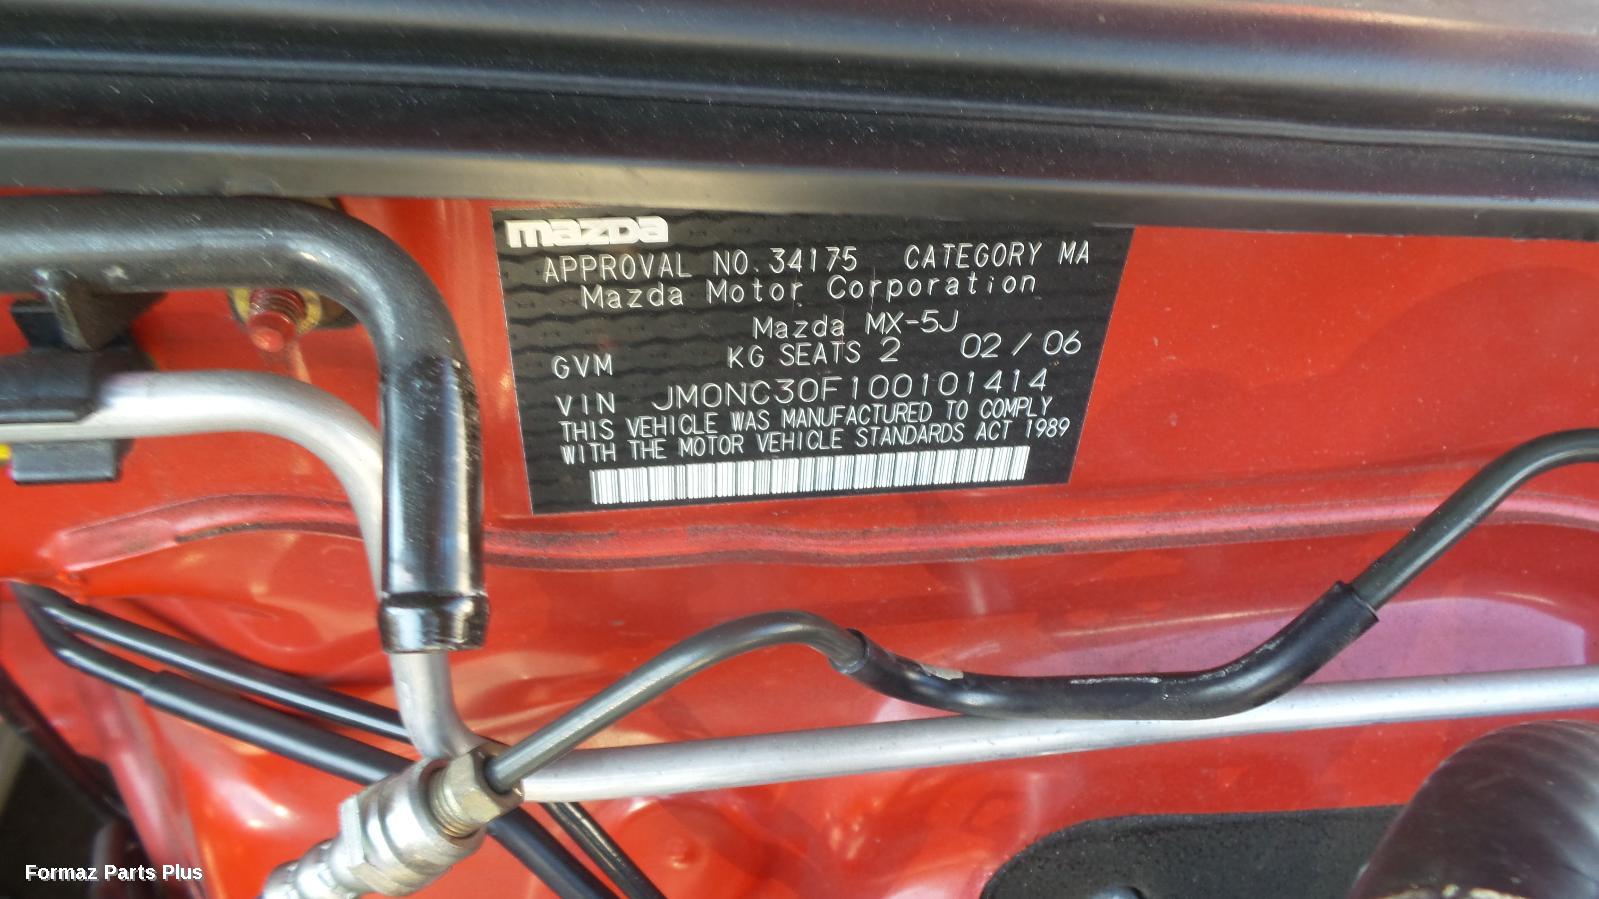 mazda
APPROVAL NO. 34175 CATEGORY MA
Mazda Motor Corporation
Mazda MX-5J
GVM KG SEATS 2 02 / 06
VIN JM0NC30F100101414
THIS VEHICLE WAS MANUFACTURED TO COMPLY
WITH THE MOTOR VEHICLE STANDARDS ACT 1989
Formaz Parts Plus